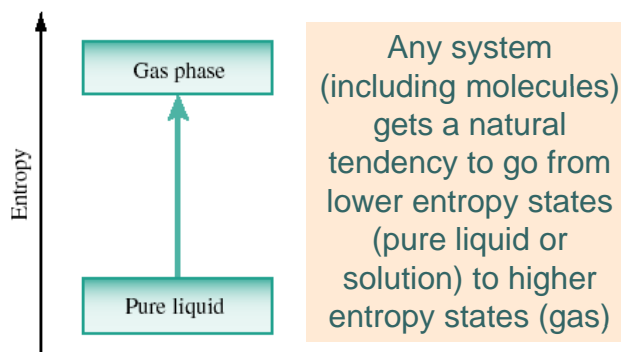 Entropy
Gas phase
Pure liquid
Any system
(including molecules)
gets a natural
tendency to go from
lower entropy states
(pure liquid or
solution) to higher
entropy states (gas)